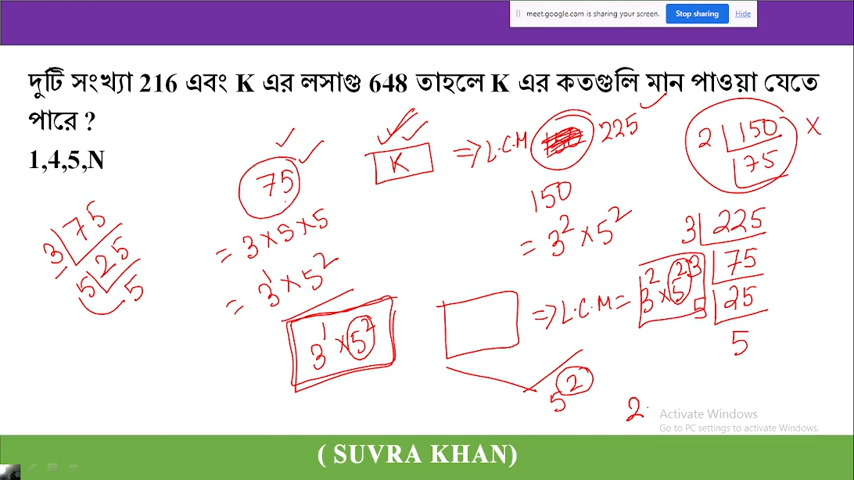 meet.google.com is sharing your screen. Stop sharing Hide
দুটি সংখ্যা 216 এবং K এর লসাগু 648 তাহলে K এর কতগুলি মান পাওয়া যেতে
পারে ?
1,4,5,N
75 K ⇒ L.C.M 225 2 150 X
75
150
3 75
5 25
5
= 3 × 5 × 5
= 3¹ × 5²
= 3² × 5²
3 225
3 75
5 25
5
3¹ × 5² ⇒ L.C.M = 3² × 5²
5²
2
Activate Windows
Go to PC settings to activate Windows.
( SUVRA KHAN)